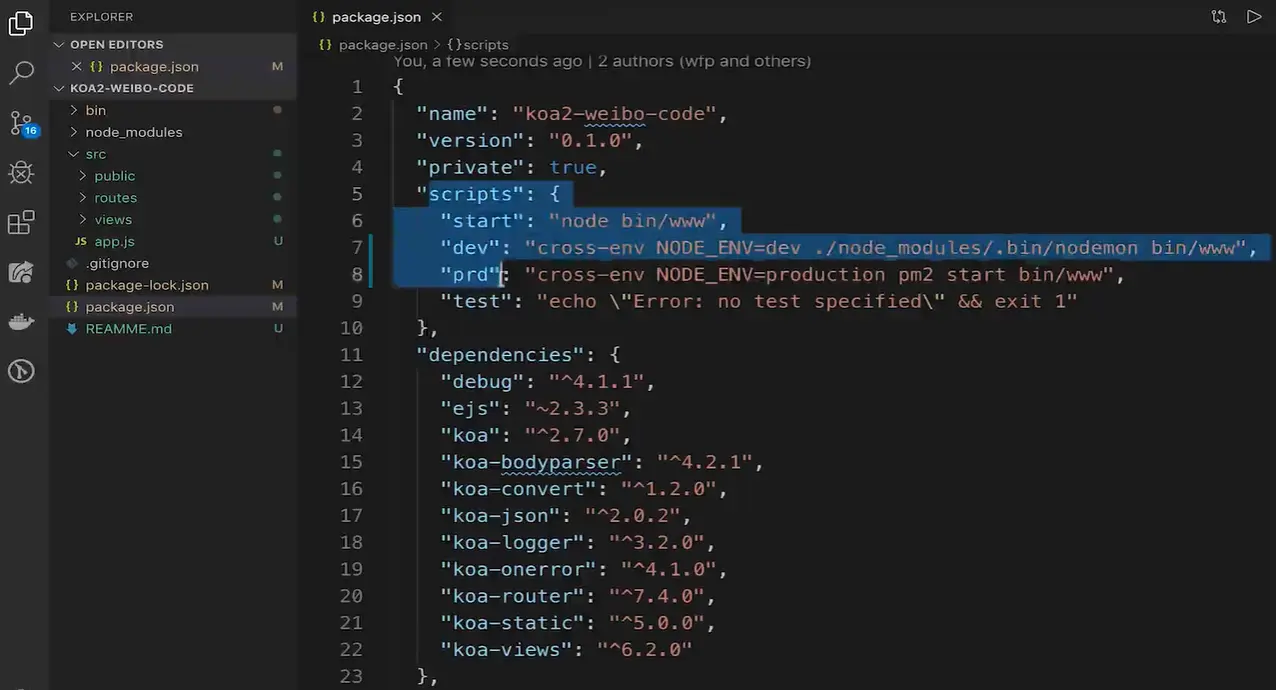 EXPLORER
OPEN EDITORS
{} package.json M
KOA2-WEIBO-CODE
bin
node_modules
src
public
routes
views
JS app.js U
.gitignore
{} package-lock.json M
{} package.json M
REAMME.md U
16
{} package.json
{} package.json > {} scripts
You, a few seconds ago | 2 authors (wfp and others)
1 {
2 "name": "koa2-weibo-code",
3 "version": "0.1.0",
4 "private": true,
5 "scripts": {
6 "start": "node bin/www",
7 "dev": "cross-env NODE_ENV=dev ./node_modules/.bin/nodemon bin/www",
8 "prd": "cross-env NODE_ENV=production pm2 start bin/www",
9 "test": "echo \"Error: no test specified\" && exit 1"
10 },
11 "dependencies": {
12 "debug": "^4.1.1",
13 "ejs": "~2.3.3",
14 "koa": "^2.7.0",
15 "koa-bodyparser": "^4.2.1",
16 "koa-convert": "^1.2.0",
17 "koa-json": "^2.0.2",
18 "koa-logger": "^3.2.0",
19 "koa-onerror": "^4.1.0",
20 "koa-router": "^7.4.0",
21 "koa-static": "^5.0.0",
22 "koa-views": "^6.2.0"
23 },